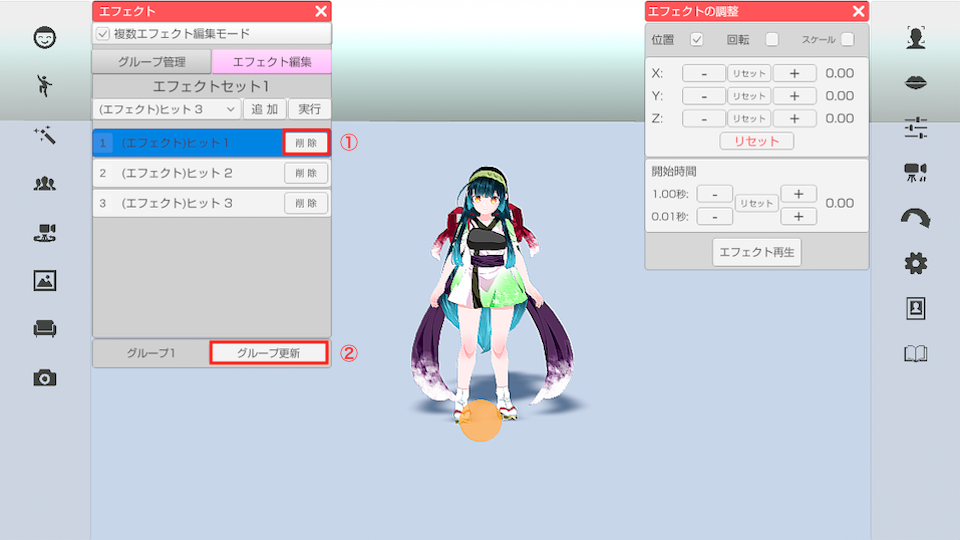 エフェクト
複数エフェクト編集モード
グループ管理 エフェクト編集
エフェクトセット1
(エフェクト)ヒット 3 追 加 実行
1 (エフェクト)ヒット 1 削 除 ①
2 (エフェクト)ヒット 2 削 除
3 (エフェクト)ヒット 3 削 除
グループ1 グループ更新 ②
エフェクトの調整
位置 回転 スケール
X: - リセット + 0.00
Y: - リセット + 0.00
Z: - リセット + 0.00
リセット
開始時間
1.00秒: - リセット + 0.00
0.01秒: - +
エフェクト再生